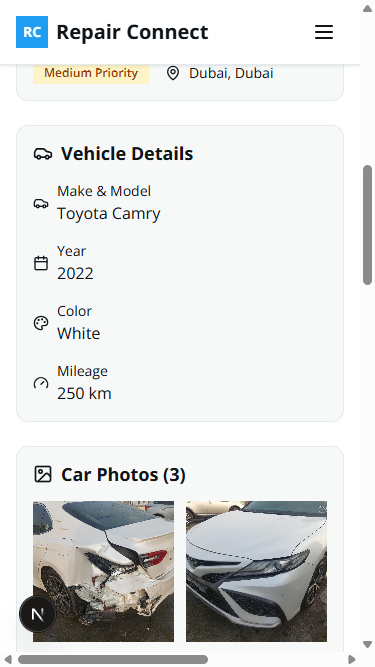 RC Repair Connect
Medium Priority Dubai, Dubai
Vehicle Details
Make & Model
Toyota Camry
Year
2022
Color
White
Mileage
250 km
Car Photos (3)
N